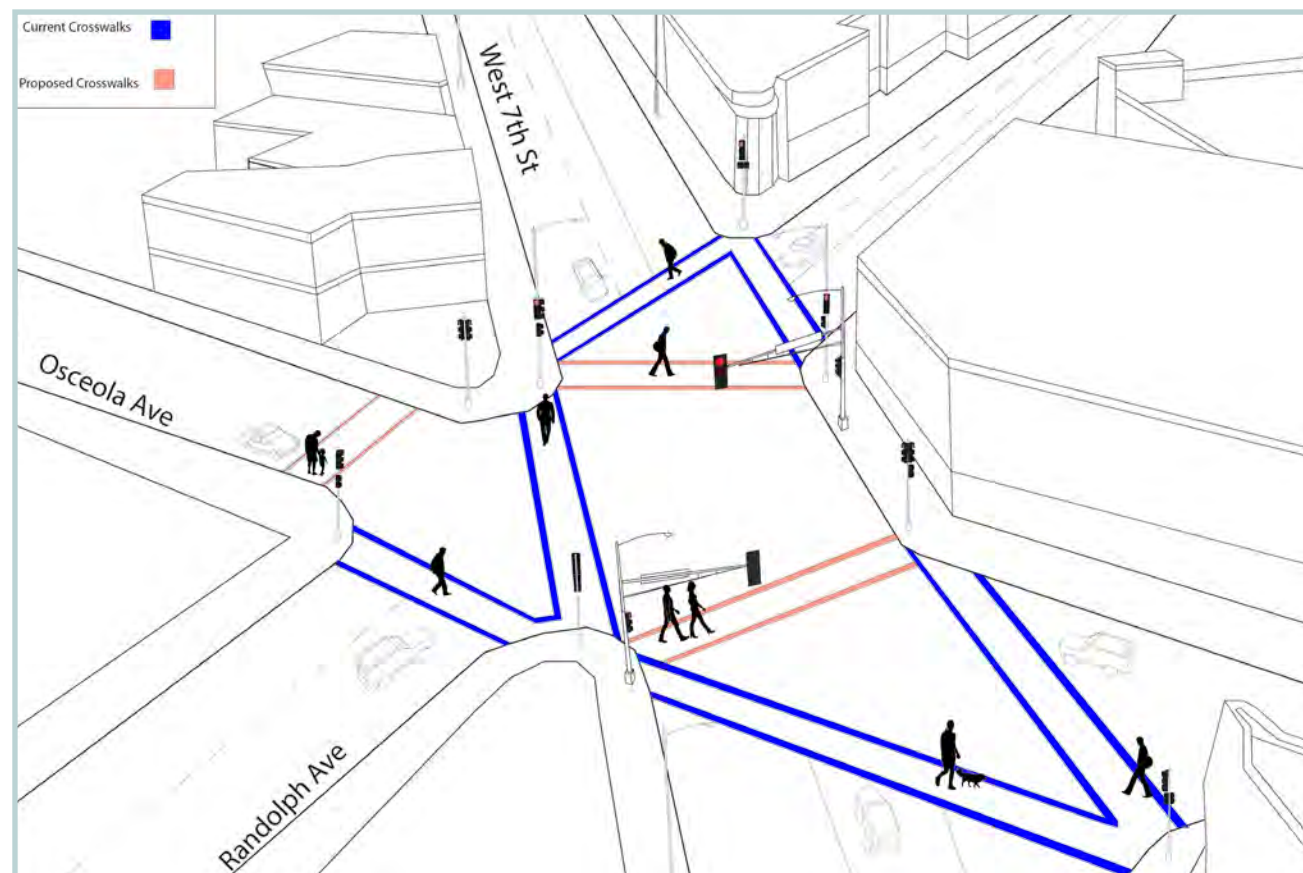 Current Crosswalks
Proposed Crosswalks
West 7th St
Osceola Ave
Randolph Ave